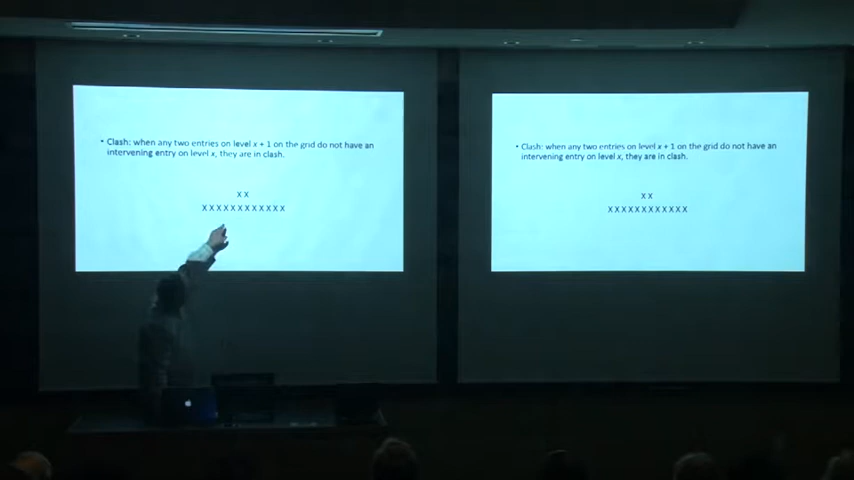 • Clash: when any two entries on level x + 1 on the grid do not have an
intervening entry on level x, they are in clash.
X X
X X X X X X X X X X X X
• Clash: when any two entries on level x + 1 on the grid do not have an
intervening entry on level x, they are in clash.
X X
X X X X X X X X X X X X